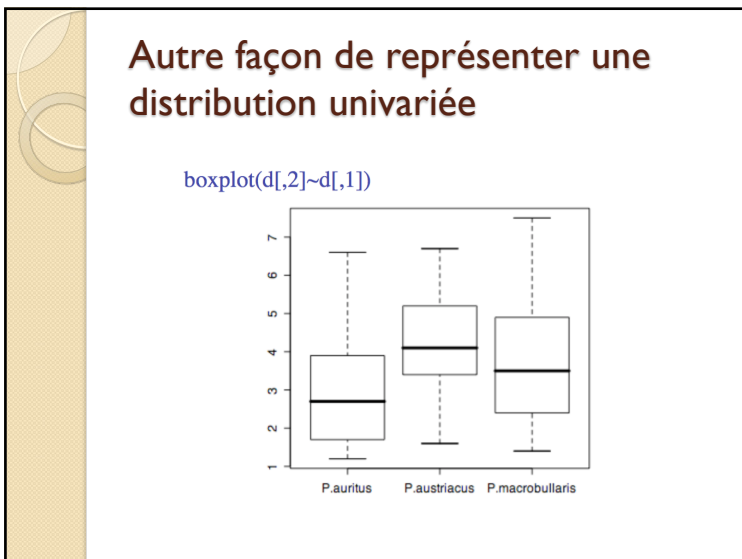 Autre façon de représenter une
distribution univariée
boxplot(d[,2]~d[,1])
7
6
5
4
3
2
1
P.auritus P.austriacus P.macrobullaris